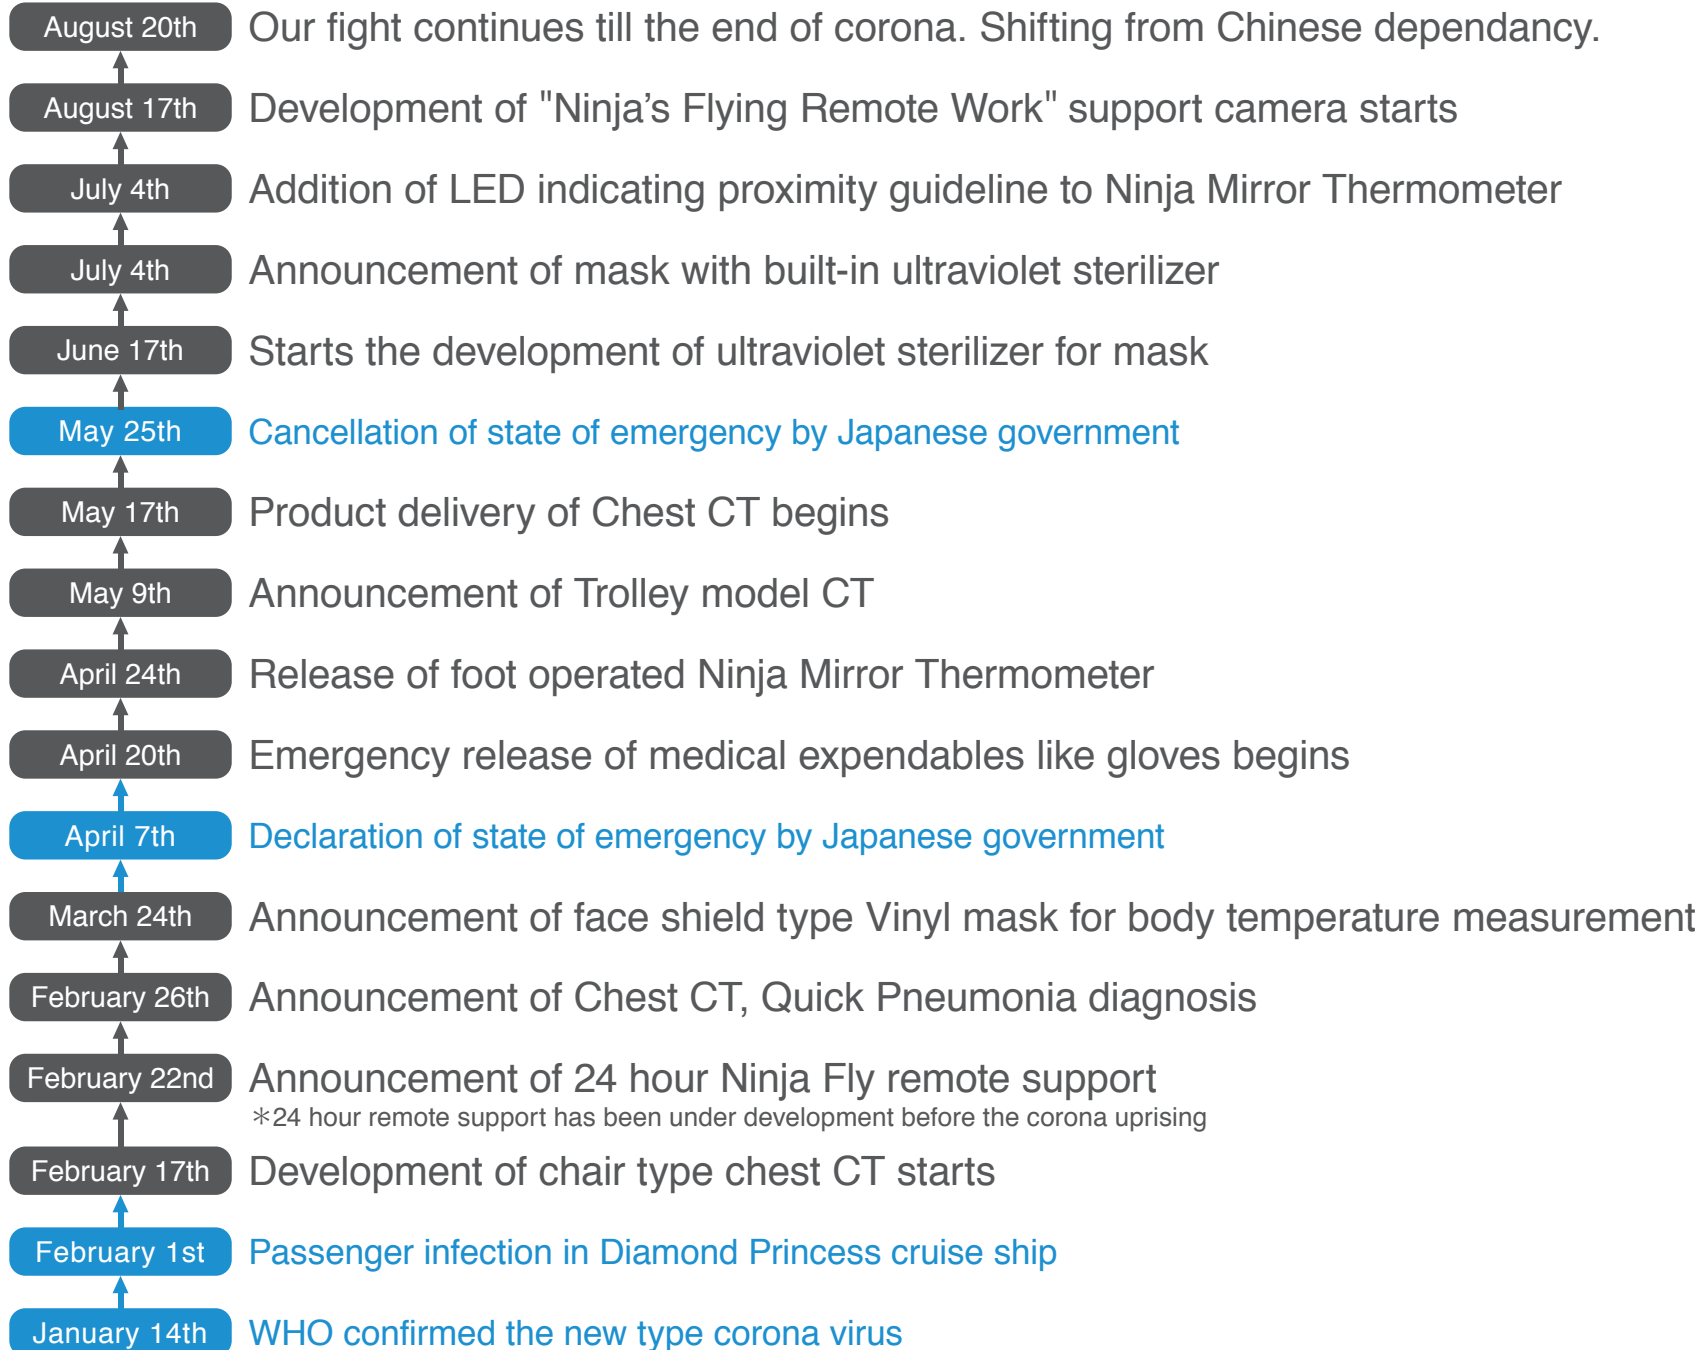 August 20th Our fight continues till the end of corona. Shifting from Chinese dependancy.
August 17th Development of "Ninja’s Flying Remote Work" support camera starts
July 4th Addition of LED indicating proximity guideline to Ninja Mirror Thermometer
July 4th Announcement of mask with built-in ultraviolet sterilizer
June 17th Starts the development of ultraviolet sterilizer for mask
May 25th Cancellation of state of emergency by Japanese government
May 17th Product delivery of Chest CT begins
May 9th Announcement of Trolley model CT
April 24th Release of foot operated Ninja Mirror Thermometer
April 20th Emergency release of medical expendables like gloves begins
April 7th Declaration of state of emergency by Japanese government
March 24th Announcement of face shield type Vinyl mask for body temperature measurement
February 26th Announcement of Chest CT, Quick Pneumonia diagnosis
February 22nd Announcement of 24 hour Ninja Fly remote support
＊24 hour remote support has been under development before the corona uprising
February 17th Development of chair type chest CT starts
February 1st Passenger infection in Diamond Princess cruise ship
January 14th WHO confirmed the new type corona virus